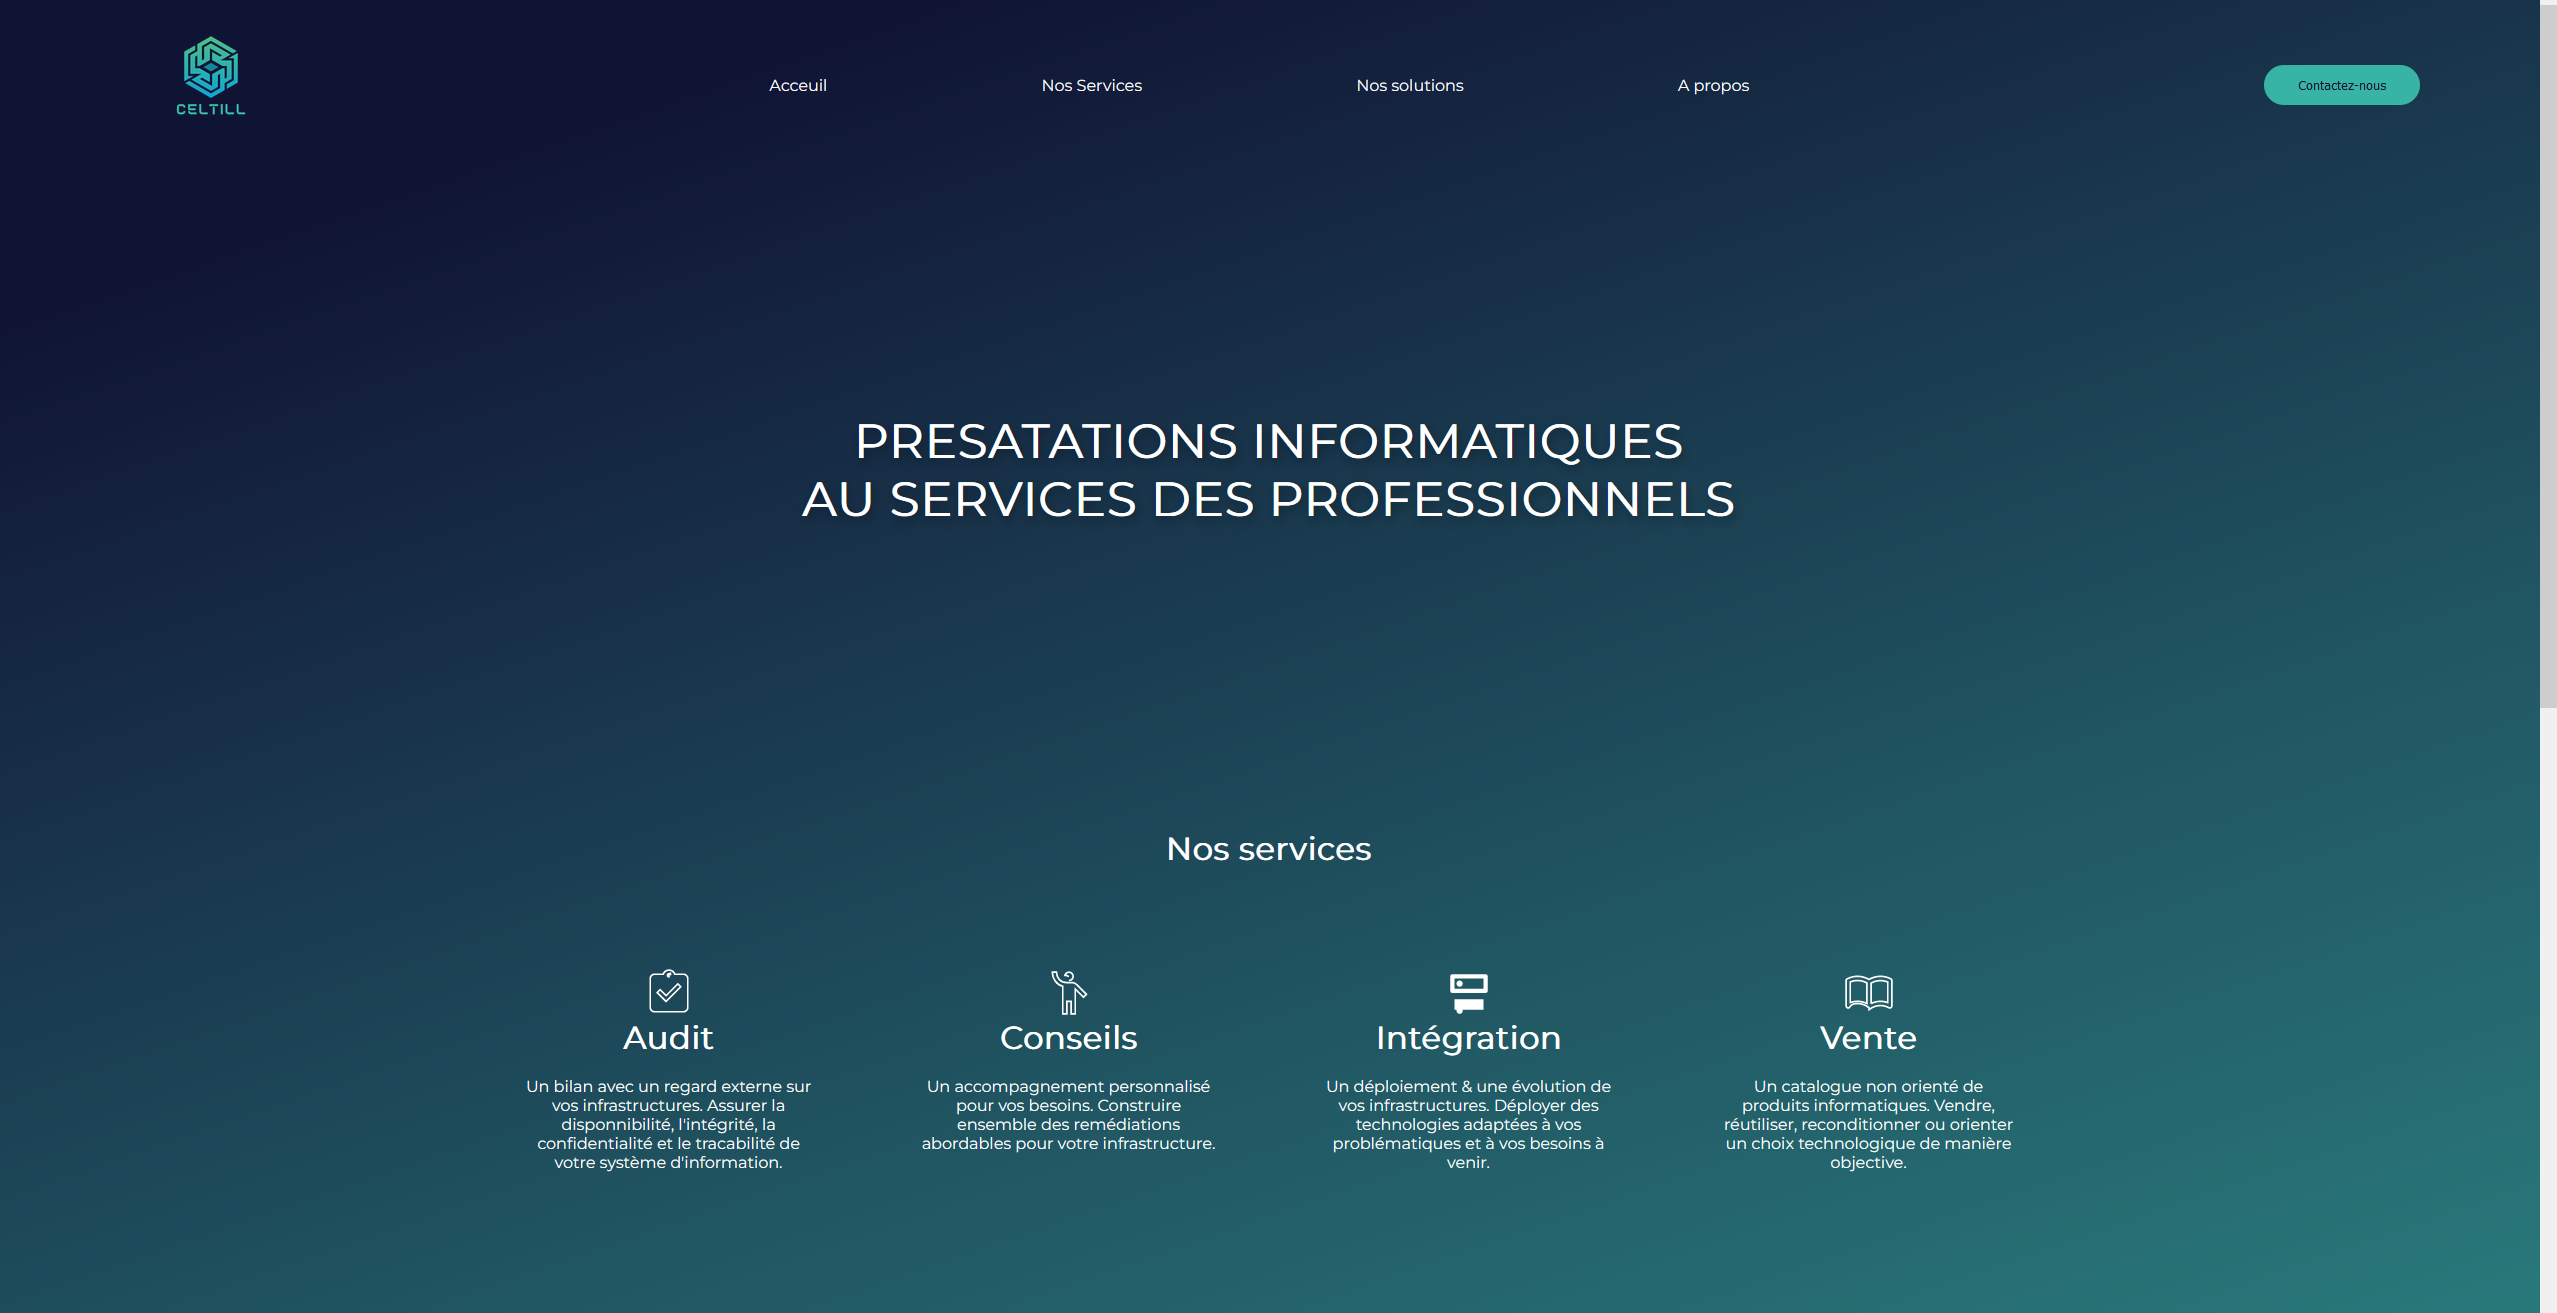 CELTILL
Acceuil
Nos Services
Nos solutions
A propos
Contactez-nous
PRESATATIONS INFORMATIQUES
AU SERVICES DES PROFESSIONNELS
Nos services
Audit
Un bilan avec un regard externe sur
vos infrastructures. Assurer la
disponnibilité, l'intégrité, la
confidentialité et le tracabilité de
votre système d'information.
Conseils
Un accompagnement personnalisé
pour vos besoins. Construire
ensemble des remédiations
abordables pour votre infrastructure.
Intégration
Un déploiement & une évolution de
vos infrastructures. Déployer des
technologies adaptées à vos
problématiques et à vos besoins à
venir.
Vente
Un catalogue non orienté de
produits informatiques. Vendre,
réutiliser, reconditionner ou orienter
un choix technologique de manière
objective.